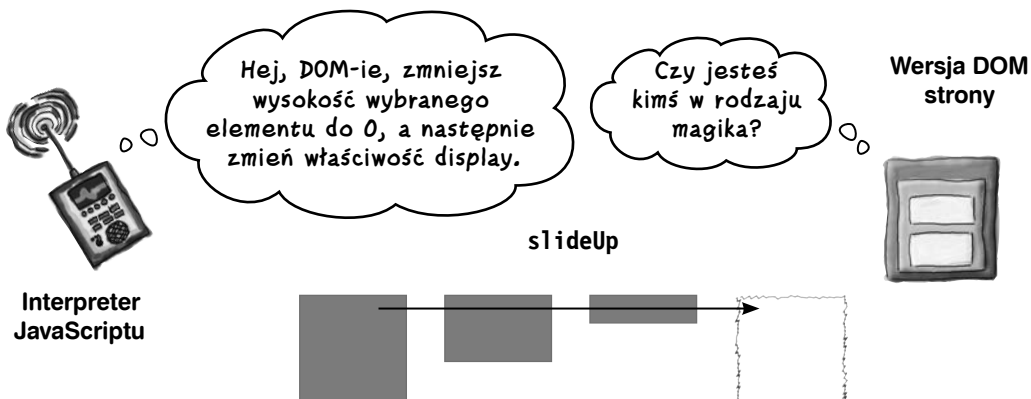 Hej, DOM-ie, zmniejsz
wysokość wybranego
elementu do 0, a następnie
zmień właściwość display.
Czy jesteś
kimś w rodzaju
magika?
Wersja DOM
strony
slideUp
Interpreter
JavaScriptu